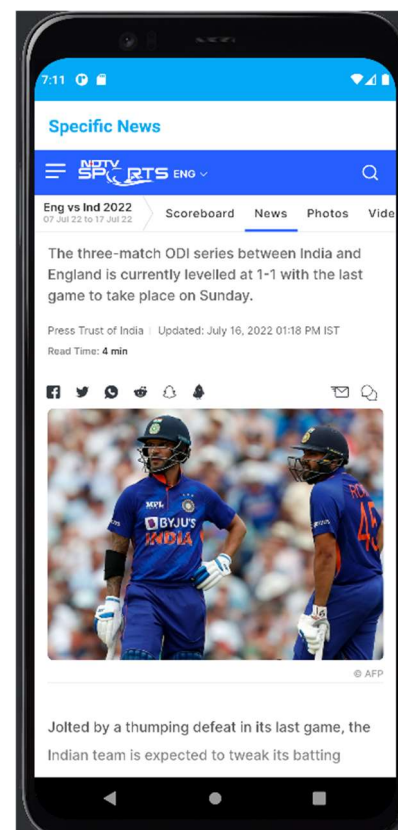 7:11
Specific News
NDTV
SPORTS ENG
Eng vs Ind 2022
07 Jul 22 to 17 Jul 22
Scoreboard News Photos Vide
The three-match ODI series between India and
England is currently levelled at 1-1 with the last
game to take place on Sunday.
Press Trust of India | Updated: July 16, 2022 01:18 PM IST
Read Time: 4 min
MPL
BYJU'S
INDIA
45
© AFP
Jolted by a thumping defeat in its last game, the
Indian team is expected to tweak its batting